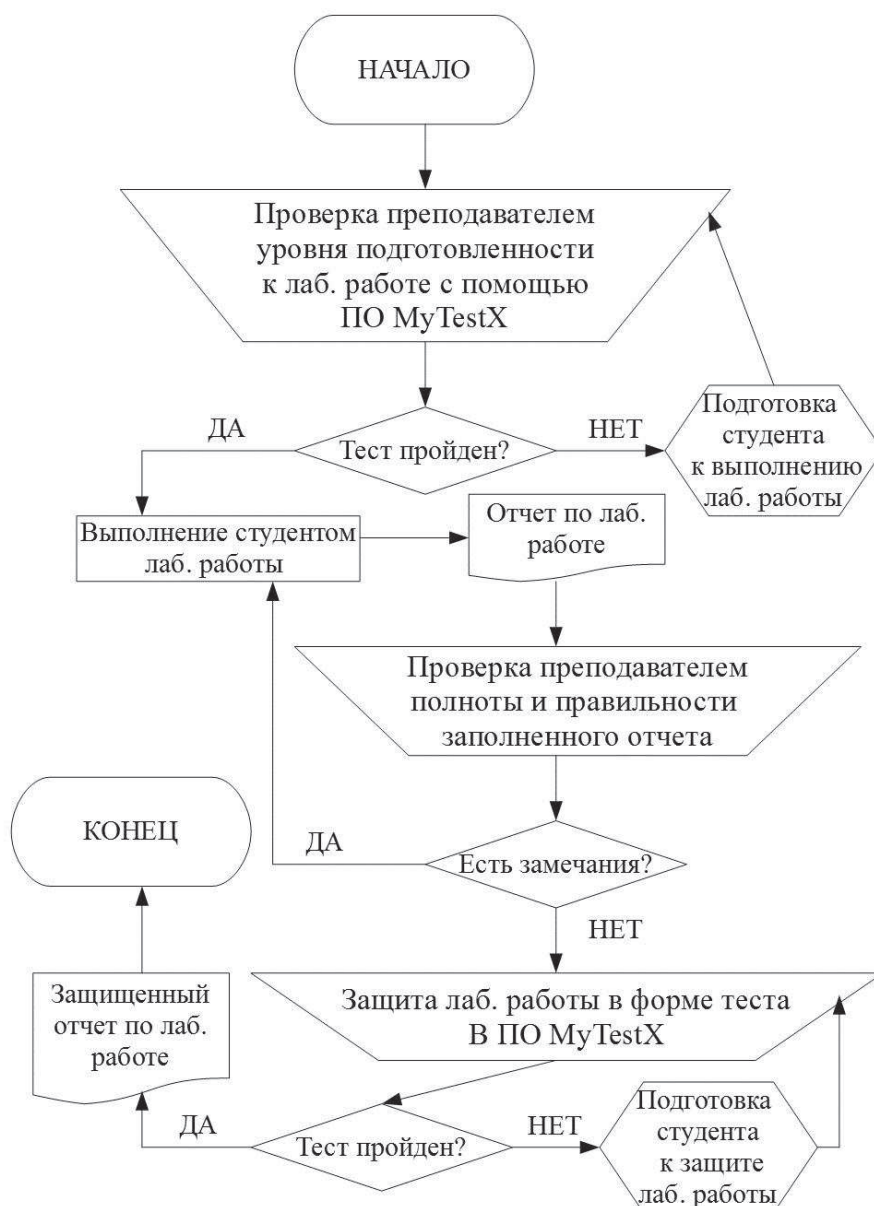 НАЧАЛО
Проверка преподавателем
уровня подготовленности
к лаб. работе с помощью
ПО MyTestX
ДА
Тест пройден?
НЕТ
Подготовка
студента
к выполнению
лаб. работы
Выполнение студентом
лаб. работы
Отчет по лаб.
работе
Проверка преподавателем
полноты и правильности
заполненного отчета
КОНЕЦ
ДА
Есть замечания?
НЕТ
Защищенный
отчет по лаб.
работе
Защита лаб. работы в форме теста
В ПО MyTestX
ДА
Тест пройден?
НЕТ
Подготовка
студента
к защите
лаб. работы